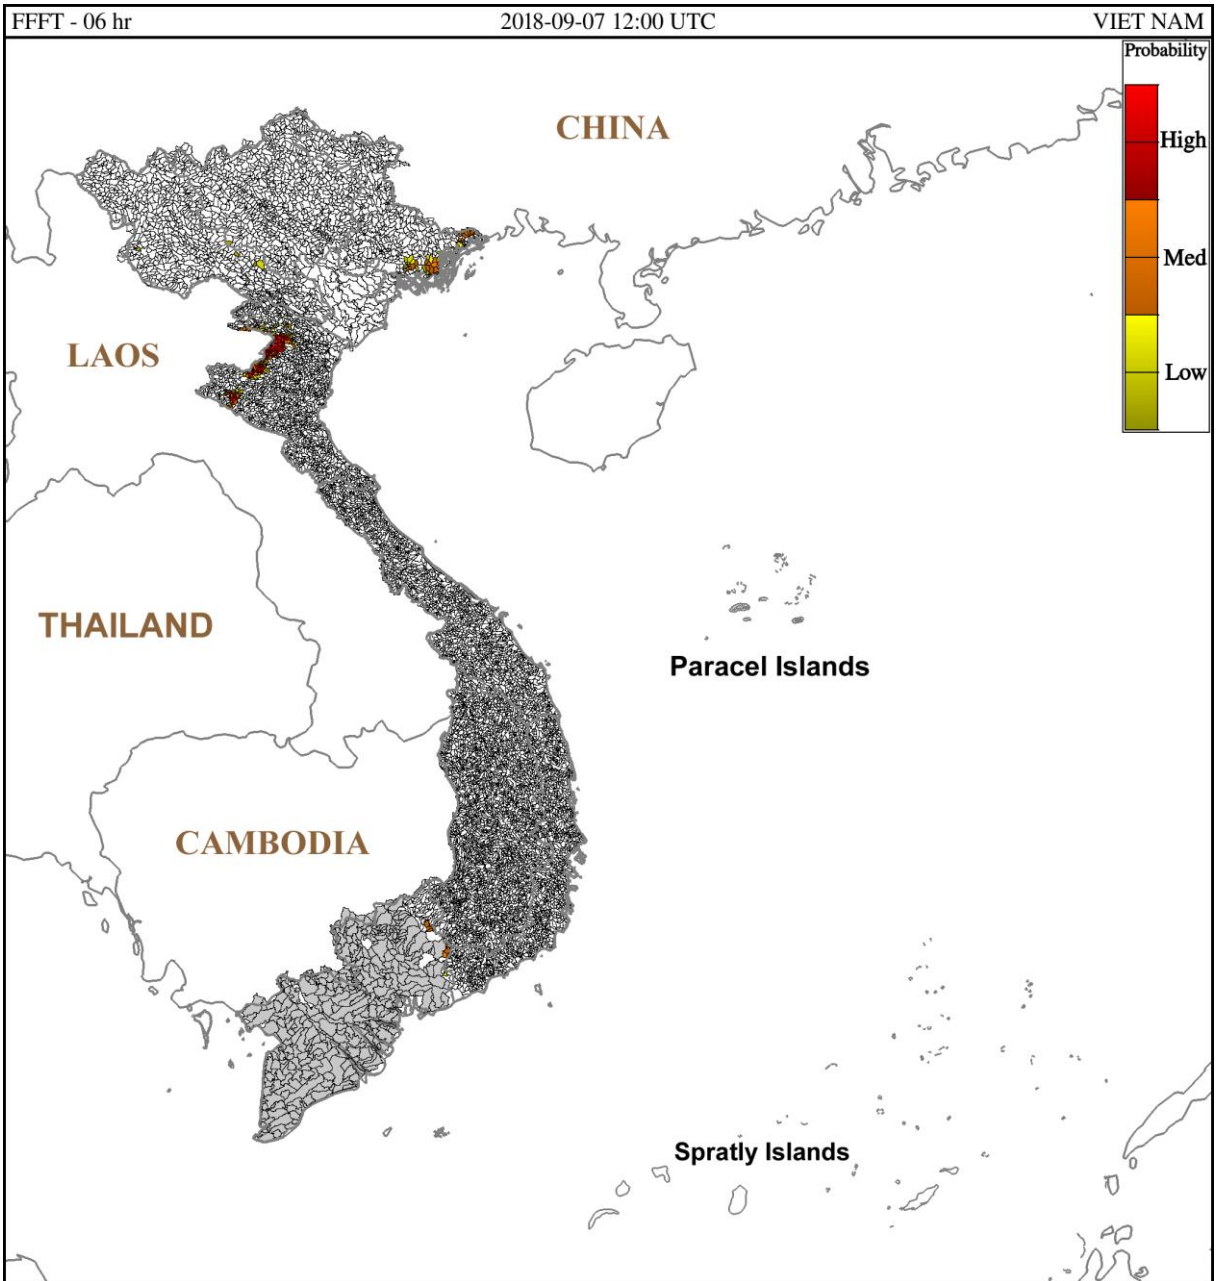 FFFT - 06 hr 2018-09-07 12:00 UTC VIET NAM
Probability
High
Med
Low
CHINA
LAOS
THAILAND
Paracel Islands
CAMBODIA
Spratly Islands